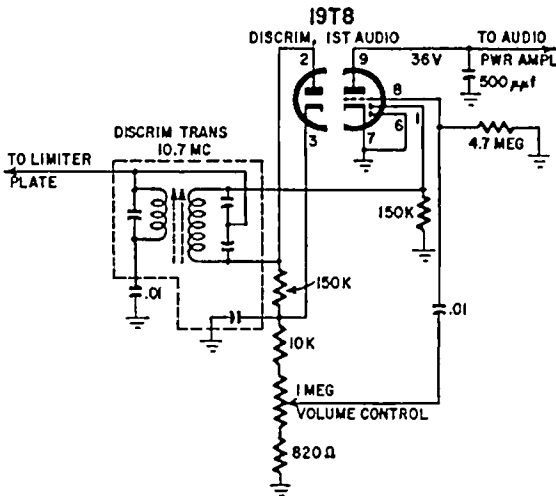 19T8
DISCRIM, 1ST AUDIO
TO AUDIO
PWR AMPL
2
9
36V
500μμf
8
1
6
3
7
4.7 MEG
DISCRIM TRANS
10.7 MC
TO LIMITER
PLATE
150K
.01
150K
.01
10K
1 MEG
VOLUME CONTROL
820Ω